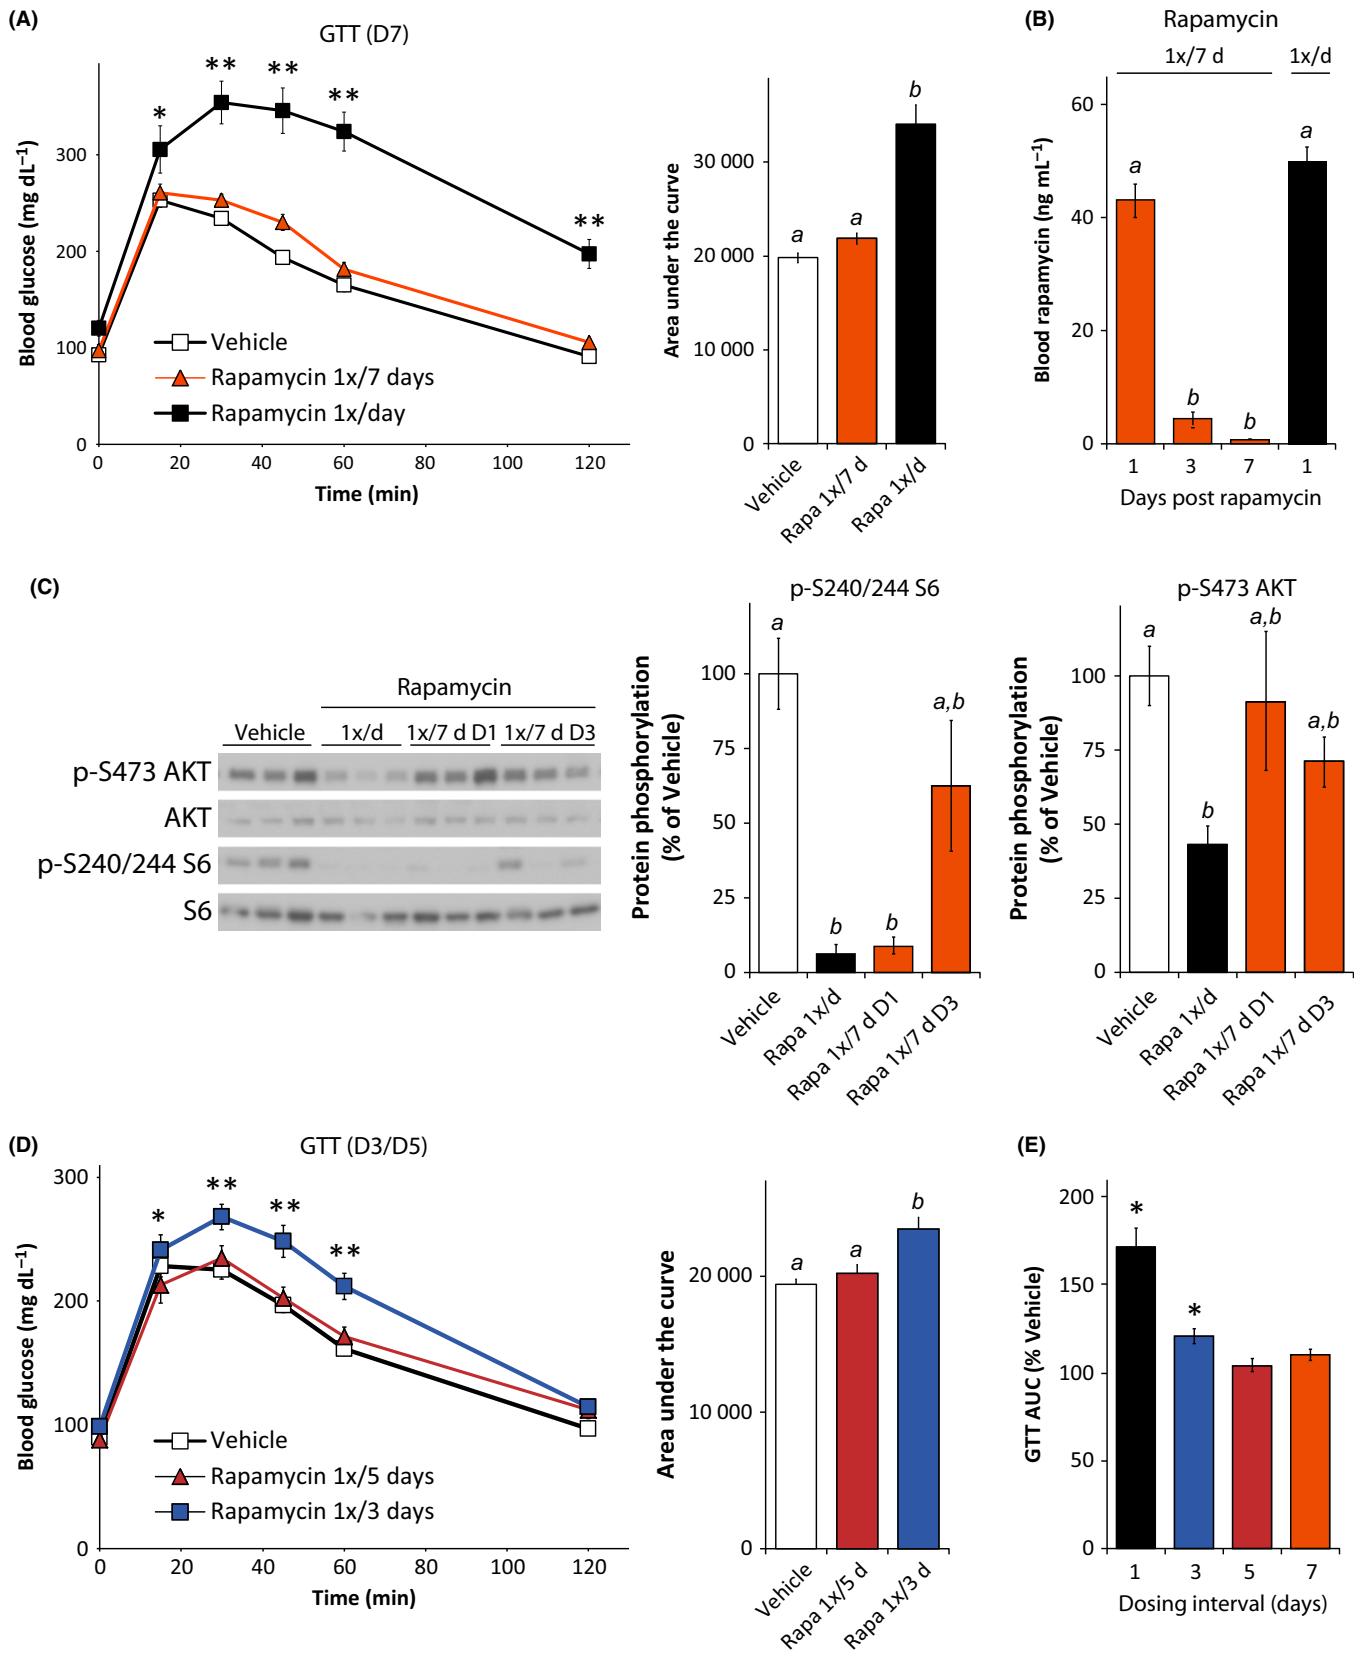 (A)
GTT (D7)
Blood glucose (mg dL−1)
300
200
100
0
* ** ** ** **
Vehicle
Rapamycin 1x/7 days
Rapamycin 1x/day
0 20 40 60 80 100 120
Time (min)
Area under the curve
30 000
20 000
10 000
0
a a b
Vehicle
Rapa 1x/7 d
Rapa 1x/d
(B)
Rapamycin
1x/7 d 1x/d
Blood rapamycin (ng mL−1)
60
40
20
0
a b b a
1 3 7 1
Days post rapamycin
(C)
Rapamycin
Vehicle 1x/d 1x/7 d D1 1x/7 d D3
p-S473 AKT
AKT
p-S240/244 S6
S6
p-S240/244 S6
Protein phosphorylation
(% of Vehicle)
100
75
50
25
0
a b b a,b
Vehicle
Rapa 1x/d
Rapa 1x/7 d D1
Rapa 1x/7 d D3
p-S473 AKT
Protein phosphorylation
(% of Vehicle)
100
75
50
25
0
a b a,b a,b
Vehicle
Rapa 1x/d
Rapa 1x/7 d D1
Rapa 1x/7 d D3
(D)
GTT (D3/D5)
Blood glucose (mg dL−1)
300
200
100
0
* ** ** **
Vehicle
Rapamycin 1x/5 days
Rapamycin 1x/3 days
0 20 40 60 80 100 120
Time (min)
Area under the curve
20 000
10 000
0
a a b
Vehicle
Rapa 1x/5 d
Rapa 1x/3 d
(E)
GTT AUC (% Vehicle)
200
150
100
50
0
* *
1 3 5 7
Dosing interval (days)